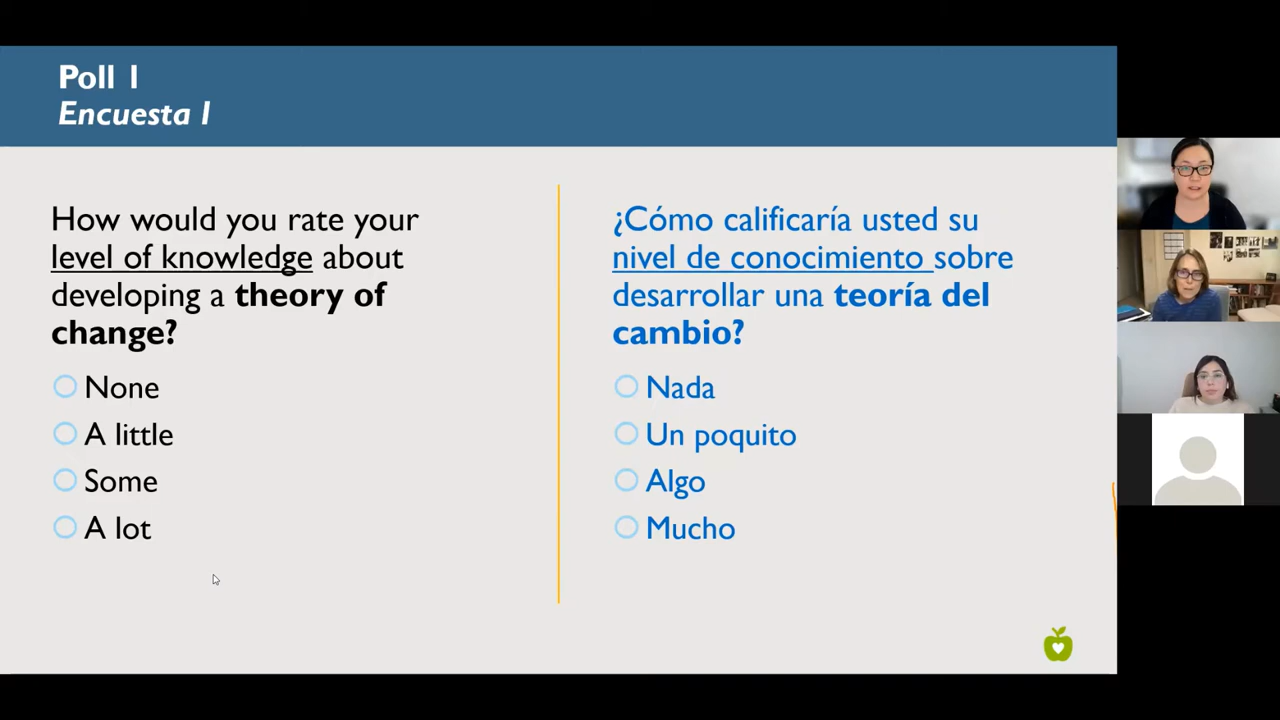 Poll 1
Encuesta 1
How would you rate your
level of knowledge about
developing a theory of
change?
None
A little
Some
A lot
¿Cómo calificaría usted su
nivel de conocimiento sobre
desarrollar una teoría del
cambio?
Nada
Un poquito
Algo
Mucho